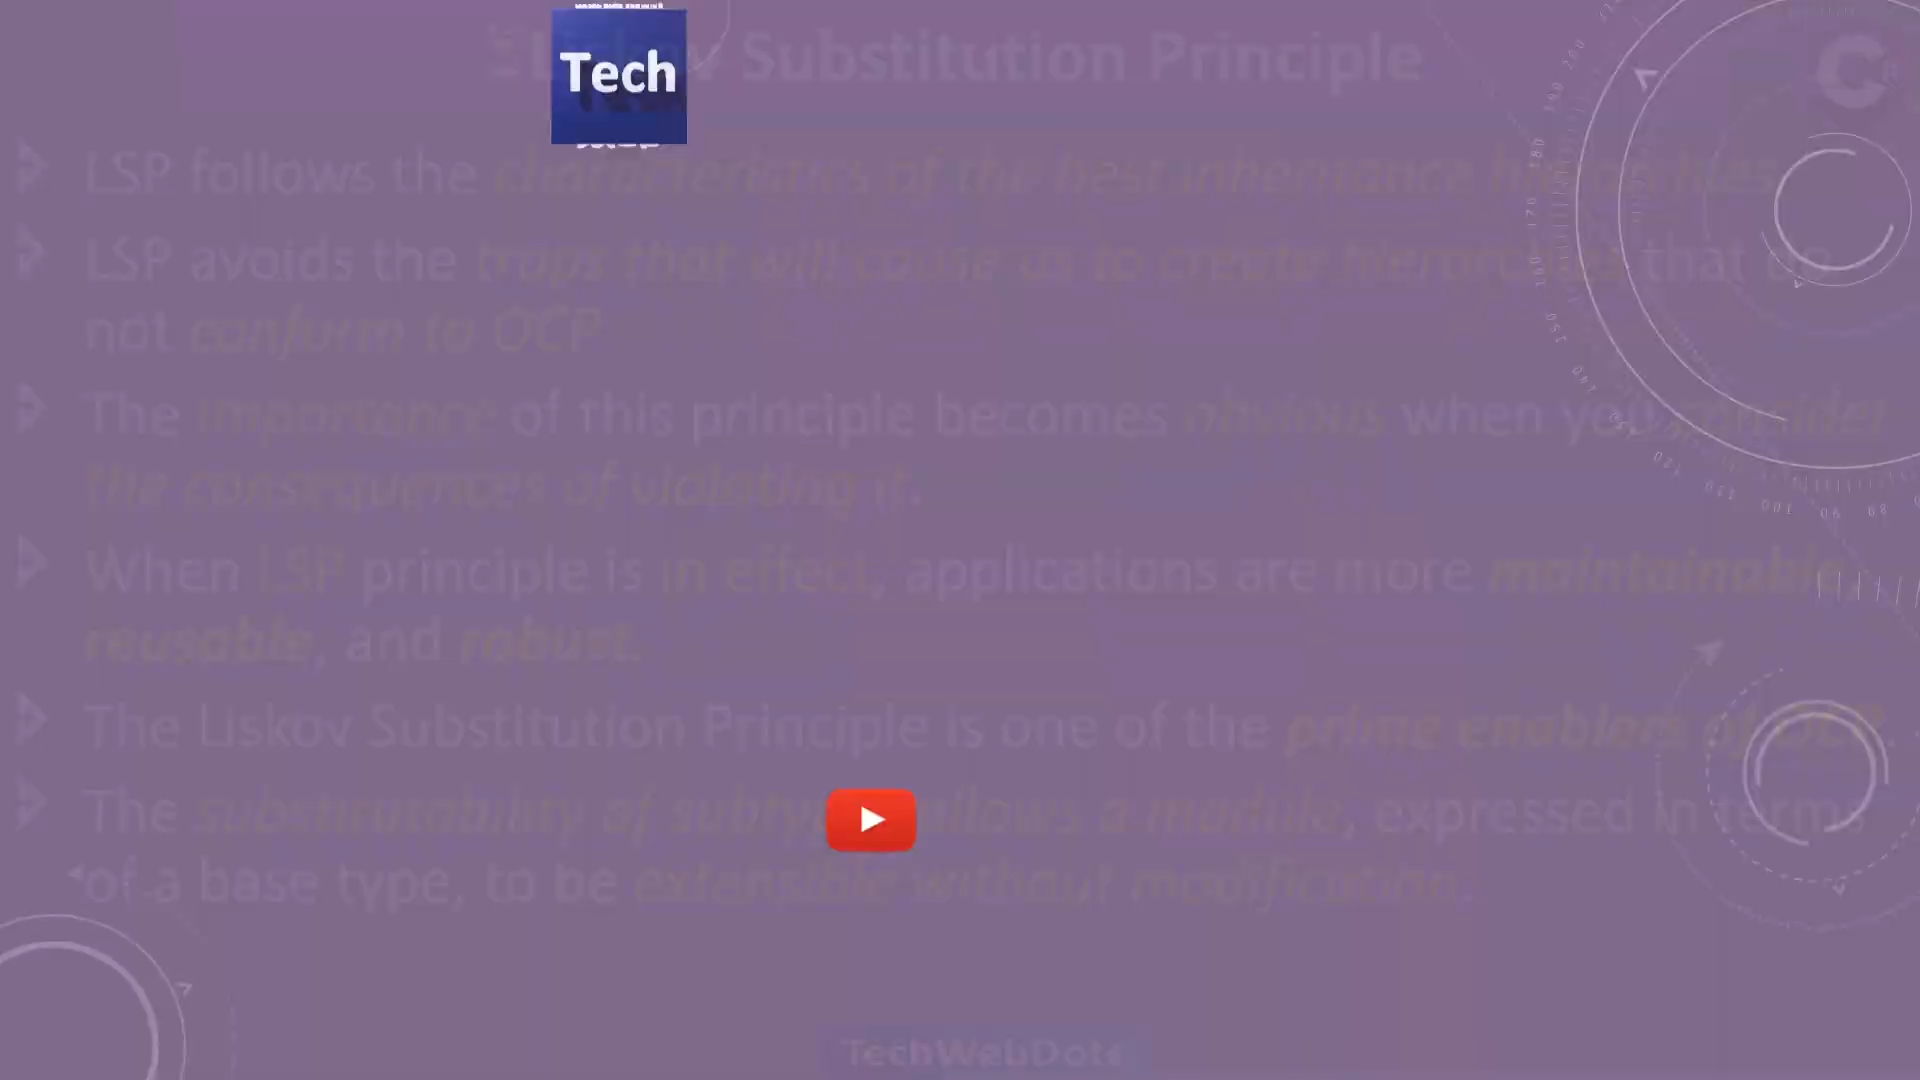 Liskov Substitution Principle
Tech
LSP follows the characteristics of the best inheritance hierarchies
LSP avoids the traps that will cause us to create hierarchies that do
not conform to OCP
The importance of this principle becomes obvious when you consider
the consequences of violating it.
When LSP principle is in effect, applications are more maintainable,
reusable, and robust.
The Liskov Substitution Principle is one of the prime enablers of OCP.
The substitutability of subtypes allows a module, expressed in terms
of a base type, to be extensible without modification.
TechWebDots